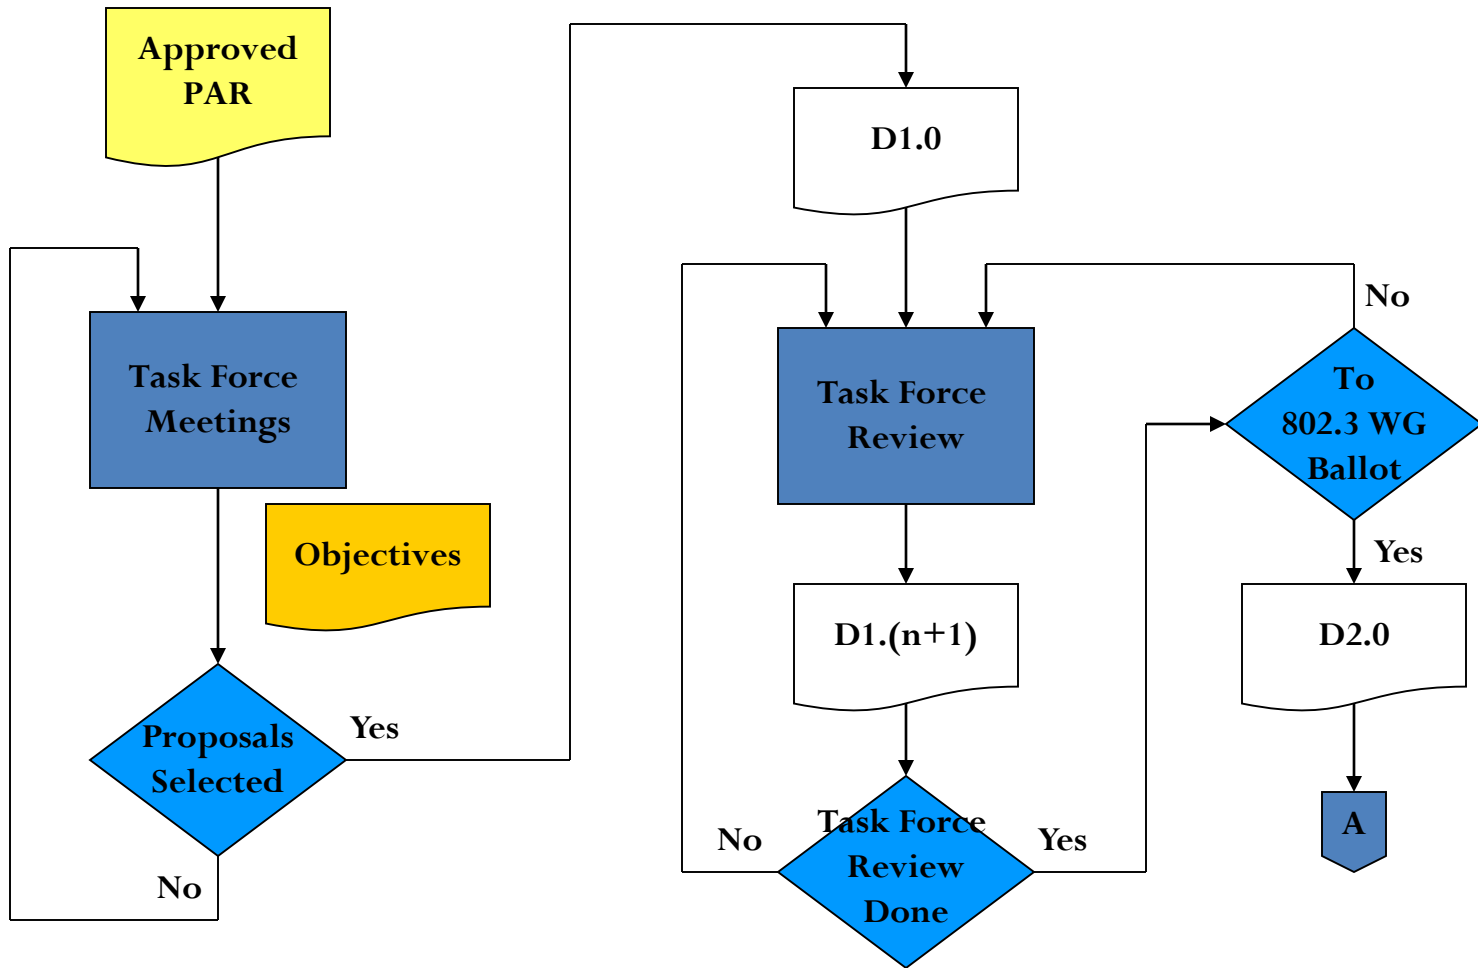 Approved
PAR
Task Force
Meetings
Objectives
Proposals
Selected
Yes
No
D1.0
Task Force
Review
D1.(n+1)
Task Force
Review
Done
No
Yes
To
802.3 WG
Ballot
No
Yes
D2.0
A